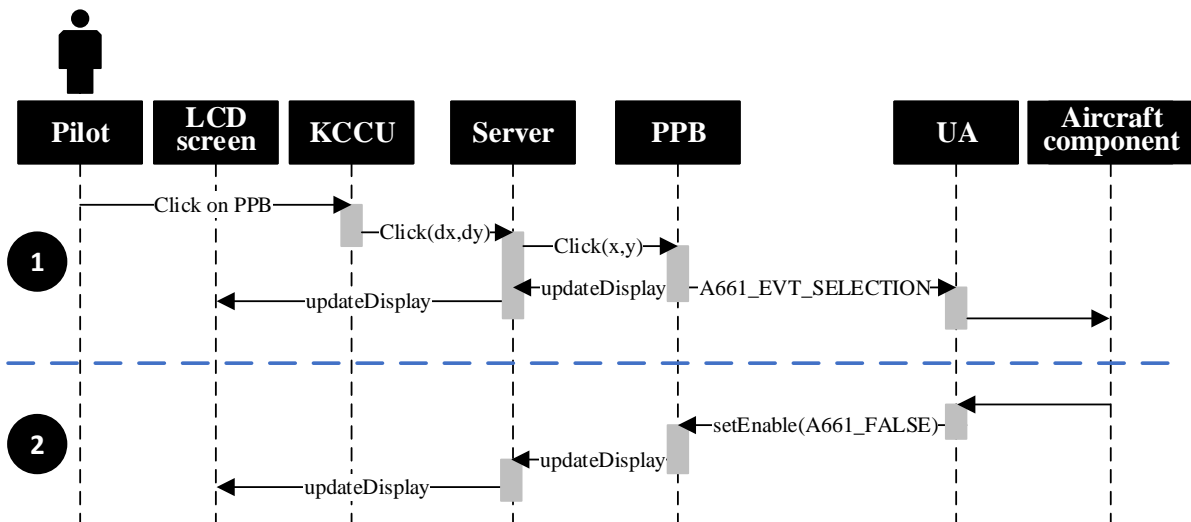 Pilot
LCD
screen
KCCU
Server
PPB
UA
Aircraft
component
Click on PPB
Click(dx,dy)
Click(x,y)
1
updateDisplay
A661_EVT_SELECTION
updateDisplay
setEnable(A661_FALSE)
2
updateDisplay
updateDisplay